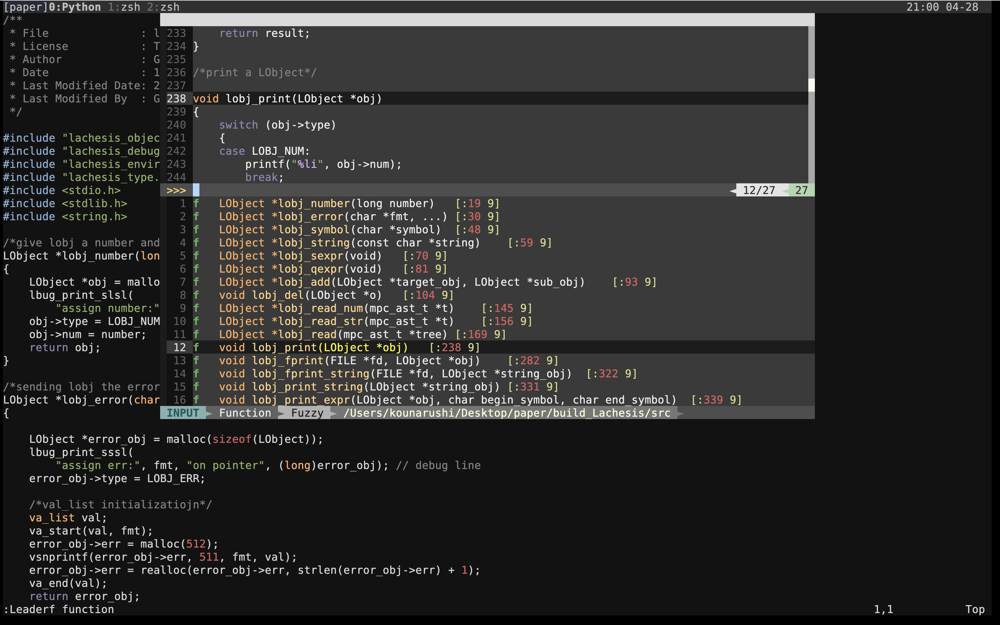 [paper]0:Python 1:zsh 2:zsh 21:00 04-28
/**
 * File              : l
 * License           : T
 * Author            : G
 * Date              : 1
 * Last Modified Date: 2
 * Last Modified By  : G
 */
#include "lachesis_objec
#include "lachesis_debug
#include "lachesis_envir
#include "lachesis_type.
#include <stdio.h>
#include <stdlib.h>
#include <string.h>
/*give lobj a number and
LObject *lobj_number(lon
{
    LObject *obj = mallo
    lbug_print_slsl(
        "assign number:"
    obj->type = LOBJ_NUM
    obj->num = number;
    return obj;
}
/*sending lobj the error
LObject *lobj_error(char
{
233     return result;
234 }
235
236 /*print a LObject*/
237
238 void lobj_print(LObject *obj)
239 {
240     switch (obj->type)
241     {
242     case LOBJ_NUM:
243         printf("%li", obj->num);
244         break;
>>> 12/27 27
1 f   LObject *lobj_number(long number)   [:19 9]
2 f   LObject *lobj_error(char *fmt, ...) [:30 9]
3 f   LObject *lobj_symbol(char *symbol)  [:48 9]
4 f   LObject *lobj_string(const char *string)    [:59 9]
5 f   LObject *lobj_sexpr(void)   [:70 9]
6 f   LObject *lobj_qexpr(void)   [:81 9]
7 f   LObject *lobj_add(LObject *target_obj, LObject *sub_obj)    [:93 9]
8 f   void lobj_del(LObject *o)   [:104 9]
9 f   LObject *lobj_read_num(mpc_ast_t *t)    [:145 9]
10 f   LObject *lobj_read_str(mpc_ast_t *t)    [:156 9]
11 f   LObject *lobj_read(mpc_ast_t *tree) [:169 9]
12 f   void lobj_print(LObject *obj)   [:238 9]
13 f   void lobj_fprint(FILE *fd, LObject *obj)    [:282 9]
14 f   void lobj_fprint_string(FILE *fd, LObject *string_obj)  [:322 9]
15 f   void lobj_print_string(LObject *string_obj) [:331 9]
16 f   void lobj_print_expr(LObject *obj, char begin_symbol, char end_symbol)  [:339 9]
INPUT Function Fuzzy /Users/kounarushi/Desktop/paper/build_Lachesis/src
    LObject *error_obj = malloc(sizeof(LObject));
    lbug_print_sssl(
        "assign err:", fmt, "on pointer", (long)error_obj); // debug line
    error_obj->type = LOBJ_ERR;
    /*val_list initializatiojn*/
    va_list val;
    va_start(val, fmt);
    error_obj->err = malloc(512);
    vsnprintf(error_obj->err, 511, fmt, val);
    error_obj->err = realloc(error_obj->err, strlen(error_obj->err) + 1);
    va_end(val);
    return error_obj;
:Leaderf function 1,1 Top